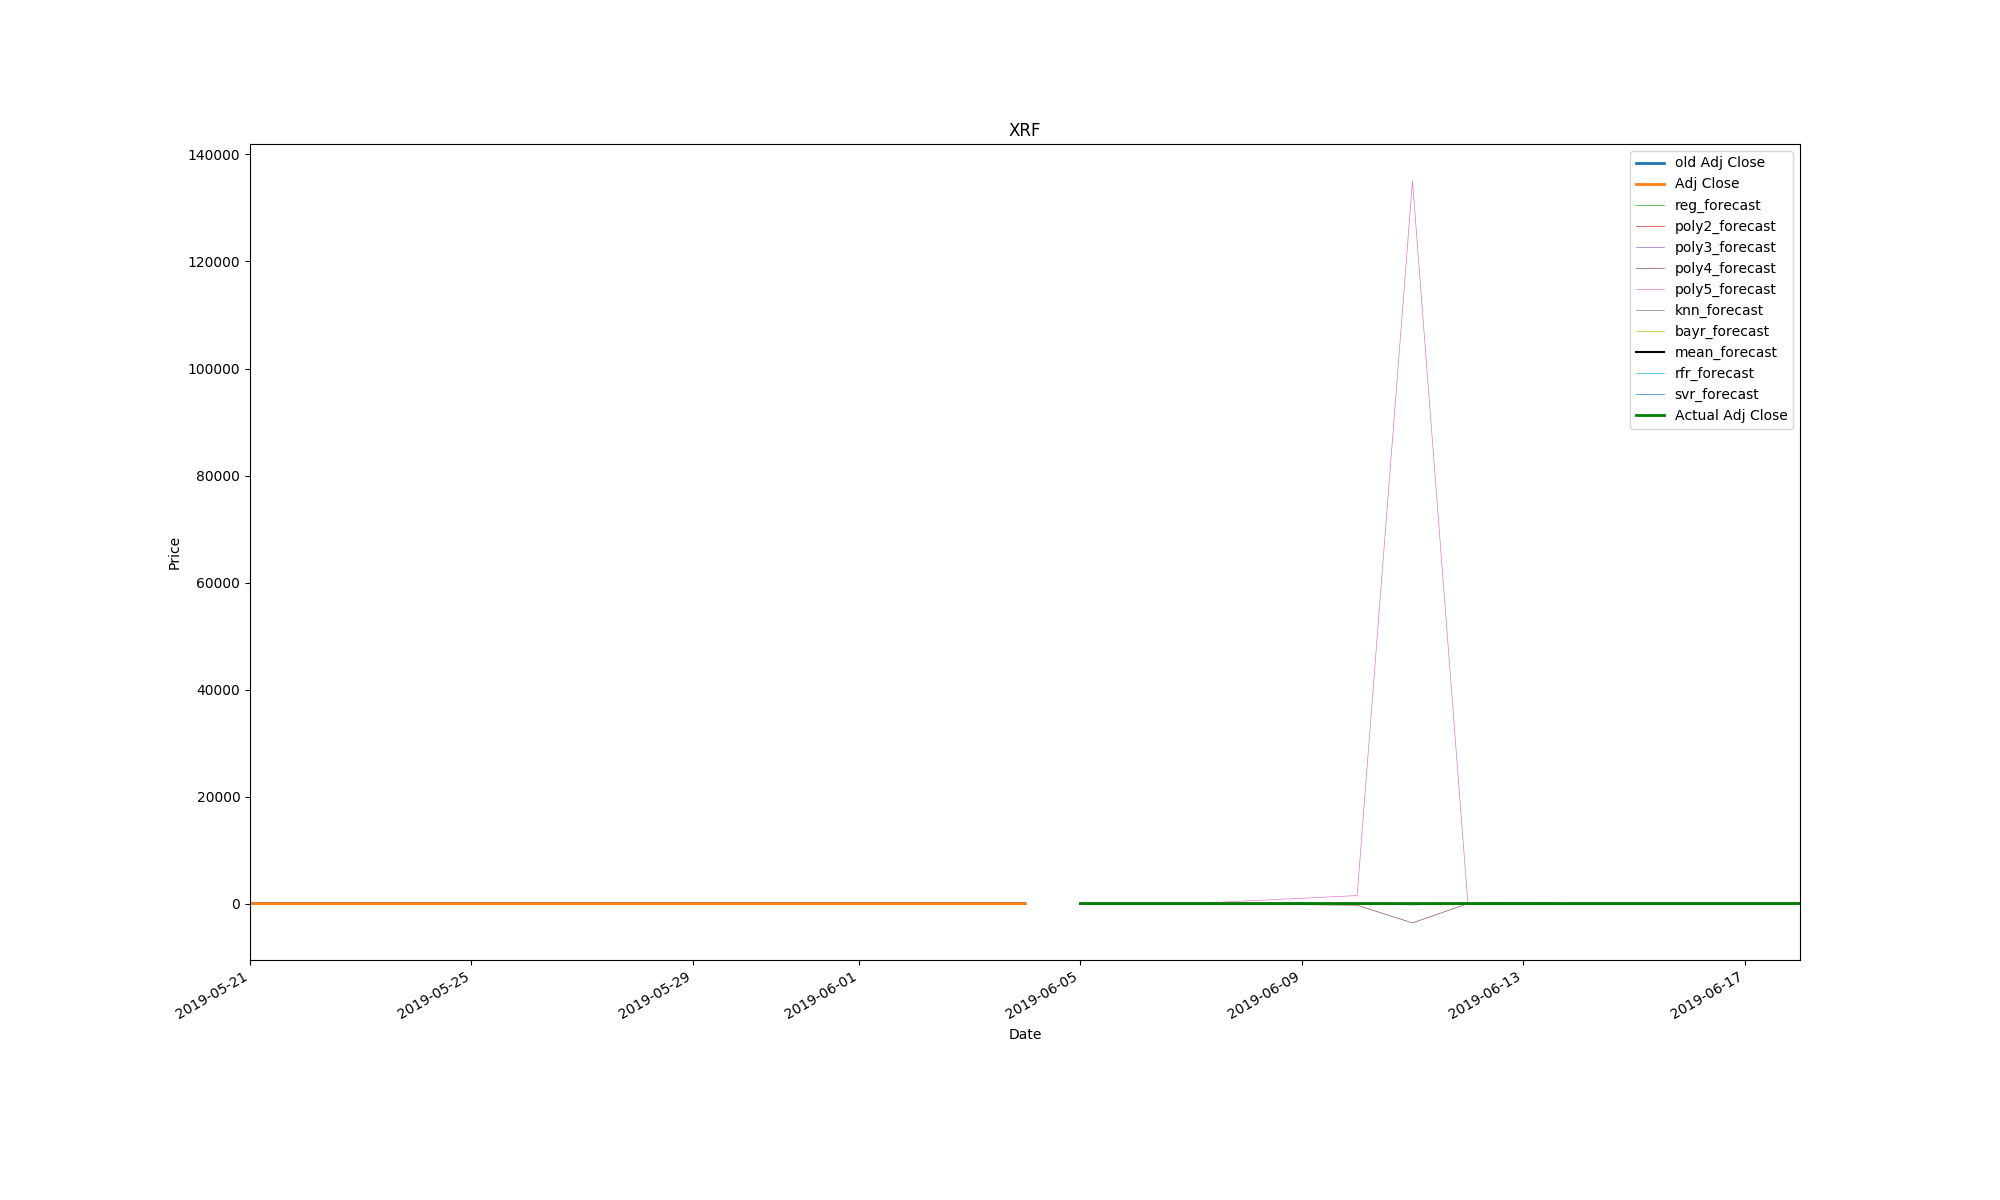 XRF
140000
120000
100000
80000
60000
40000
20000
0
Price
old Adj Close
Adj Close
reg_forecast
poly2_forecast
poly3_forecast
poly4_forecast
poly5_forecast
knn_forecast
bayr_forecast
mean_forecast
rfr_forecast
svr_forecast
Actual Adj Close
2019-05-21
2019-05-25
2019-05-29
2019-06-01
2019-06-05
2019-06-09
2019-06-13
2019-06-17
Date